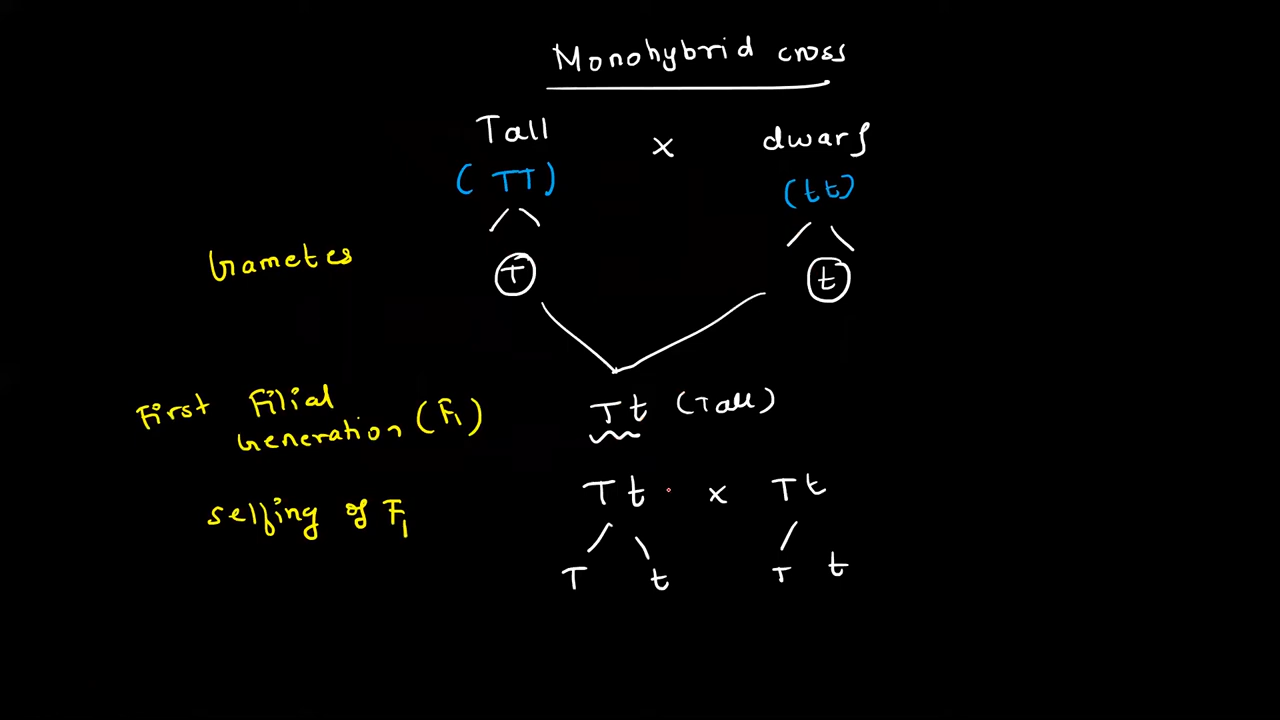 Monohybrid cross
Tall x dwarf
(TT) (tt)
Gametes T t
First Filial Generation (F1) Tt (Tall)
Selfing of F1 Tt x Tt
T t T t